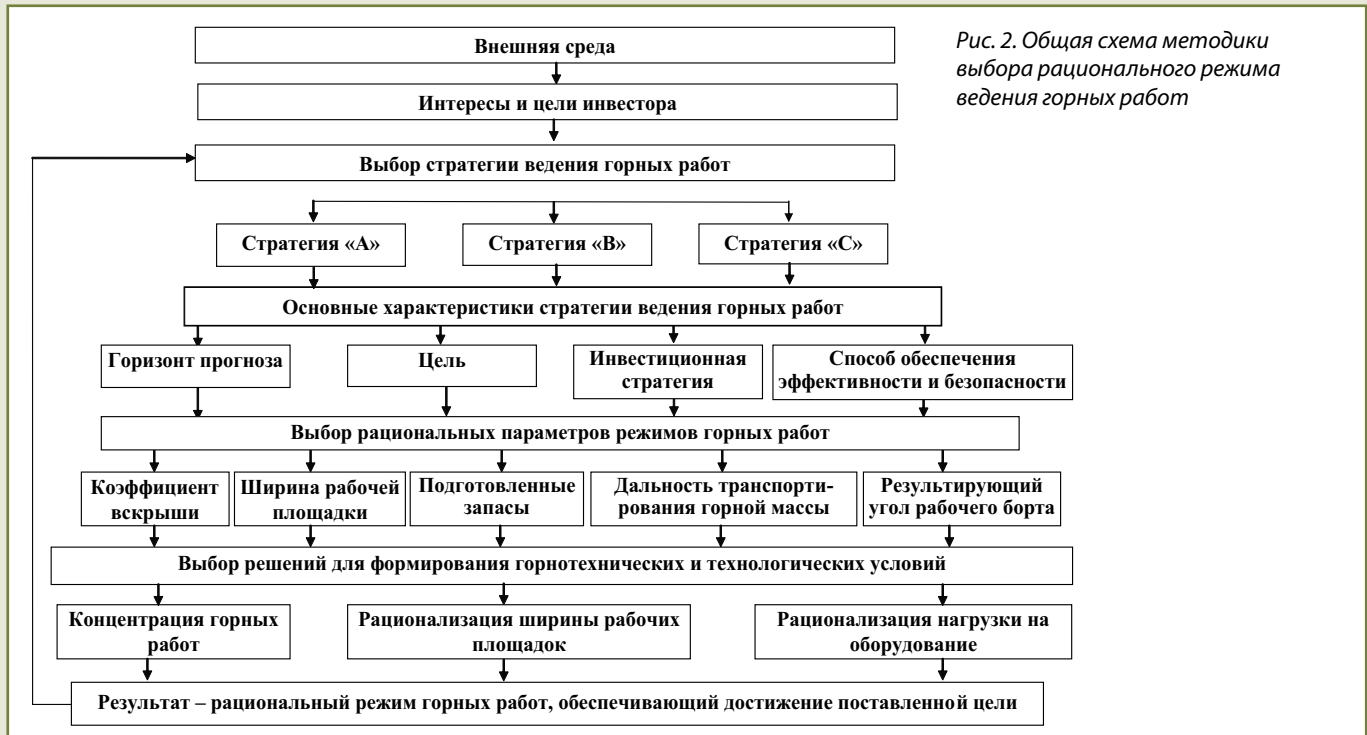 Внешняя среда
Рис. 2. Общая схема методики
выбора рационального режима
ведения горных работ
Интересы и цели инвестора
Выбор стратегии ведения горных работ
Стратегия «А»
Стратегия «В»
Стратегия «С»
Основные характеристики стратегии ведения горных работ
Горизонт прогноза
Цель
Инвестиционная
стратегия
Способ обеспечения
эффективности и безопасности
Выбор рациональных параметров режимов горных работ
Коэффициент
вскрыши
Ширина рабочей
площадки
Подготовленные
запасы
Дальность транспорти-
рования горной массы
Результирующий
угол рабочего борта
Выбор решений для формирования горнотехнических и технологических условий
Концентрация горных
работ
Рационализация ширины рабочих
площадок
Рационализация нагрузки на
оборудование
Результат – рациональный режим горных работ, обеспечивающий достижение поставленной цели